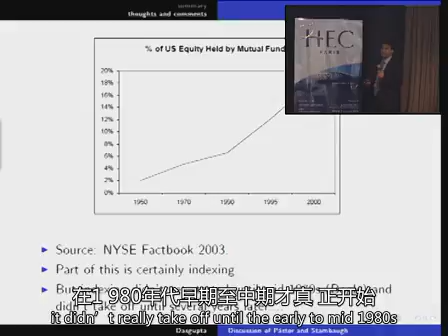 summary
thoughts and comments
% of US Equity Held by Mutual Fund
20%
18%
16%
14%
12%
10%
8%
6%
4%
2%
0%
1960
1970
1980
1990
2000
HEC
PARIS
Source: NYSE Factbook 2003.
Part of this is certainly indexing
在1 980年代早期至中期才真 正开始
it didn't really take off until the early to mid 1980s
Dasgupta
Discussion of Pástor and Stambaugh